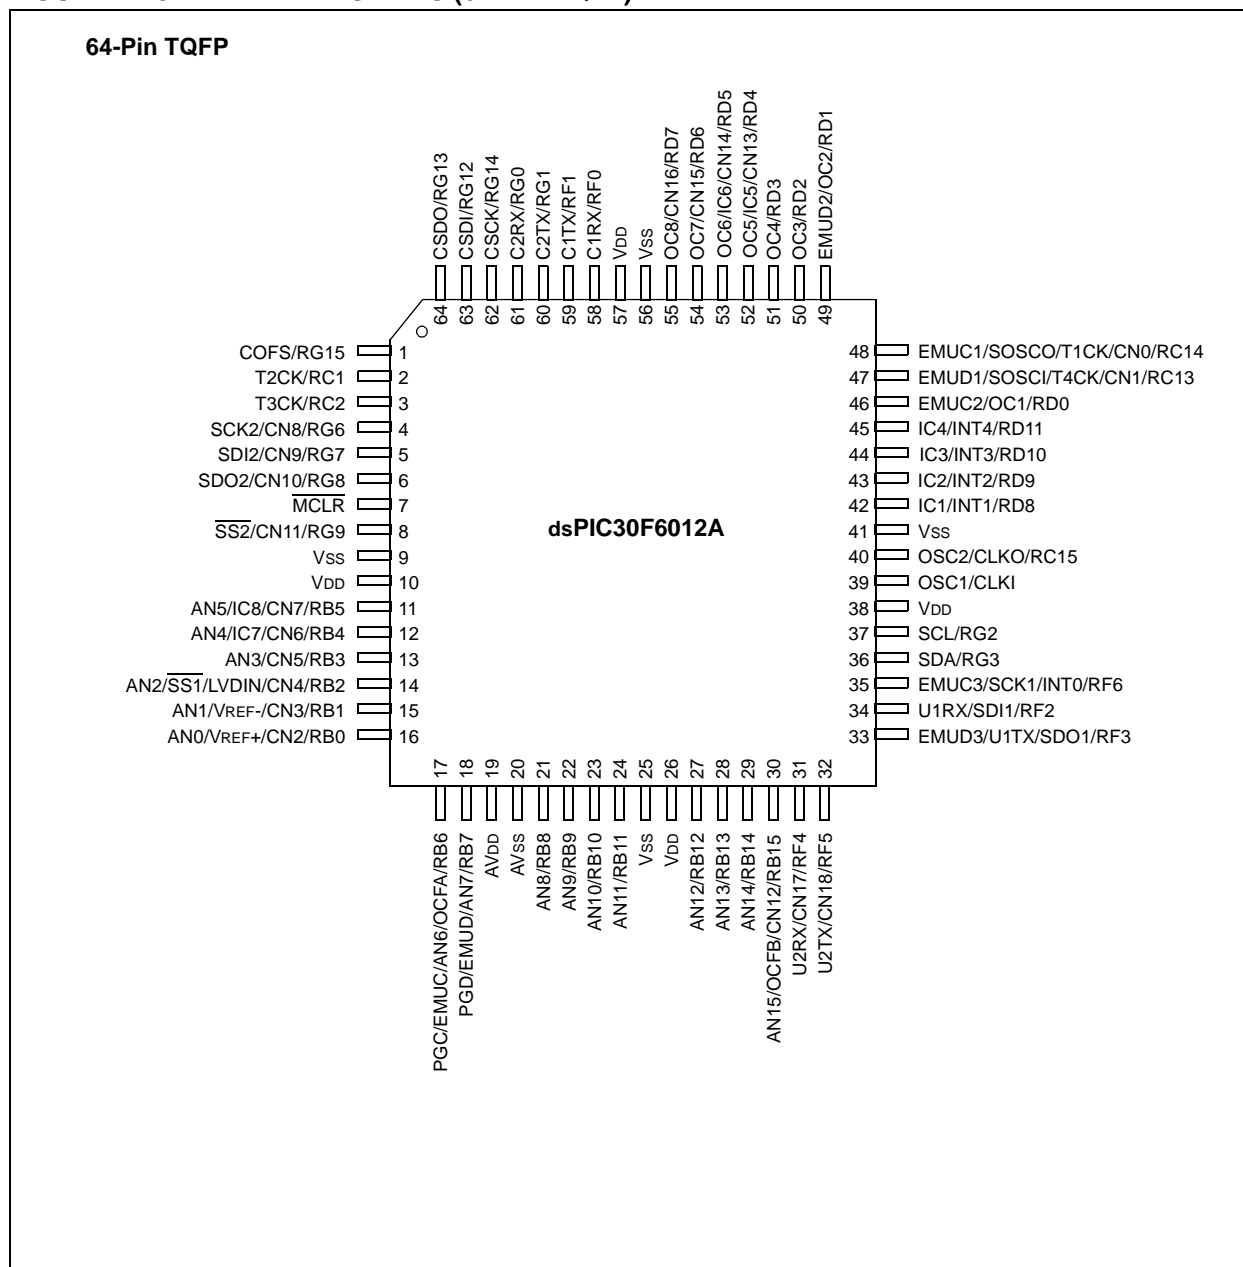 64-Pin TQFP
CSDO/RG13
CSDI/RG12
CSCK/RG14
C2RX/RG0
C2TX/RG1
C1TX/RF1
C1RX/RF0
VDD
VSS
OC8/CN16/RD7
OC7/CN15/RD6
OC6/IC6/CN14/RD5
OC5/IC5/CN13/RD4
OC4/RD3
OC3/RD2
EMUD2/OC2/RD1
64 63 62 61 60 59 58 57 56 55 54 53 52 51 50 49
COFS/RG15 1
T2CK/RC1 2
T3CK/RC2 3
SCK2/CN8/RG6 4
SDI2/CN9/RG7 5
SDO2/CN10/RG8 6
MCLR 7
SS2/CN11/RG9 8
VSS 9
VDD 10
AN5/IC8/CN7/RB5 11
AN4/IC7/CN6/RB4 12
AN3/CN5/RB3 13
AN2/SS1/LVDIN/CN4/RB2 14
AN1/VREF-/CN3/RB1 15
AN0/VREF+/CN2/RB0 16
dsPIC30F6012A
48 EMUC1/SOSCO/T1CK/CN0/RC14
47 EMUD1/SOSCI/T4CK/CN1/RC13
46 EMUC2/OC1/RD0
45 IC4/INT4/RD11
44 IC3/INT3/RD10
43 IC2/INT2/RD9
42 IC1/INT1/RD8
41 VSS
40 OSC2/CLKO/RC15
39 OSC1/CLKI
38 VDD
37 SCL/RG2
36 SDA/RG3
35 EMUC3/SCK1/INT0/RF6
34 U1RX/SDI1/RF2
33 EMUD3/U1TX/SDO1/RF3
17 18 19 20 21 22 23 24 25 26 27 28 29 30 31 32
PGC/EMUC/AN6/OCFA/RB6
PGD/EMUD/AN7/RB7
AVDD
AVSS
AN8/RB8
AN9/RB9
AN10/RB10
AN11/RB11
VSS
VDD
AN12/RB12
AN13/RB13
AN14/RB14
AN15/OCFB/CN12/RB15
U2RX/CN17/RF4
U2TX/CN18/RF5